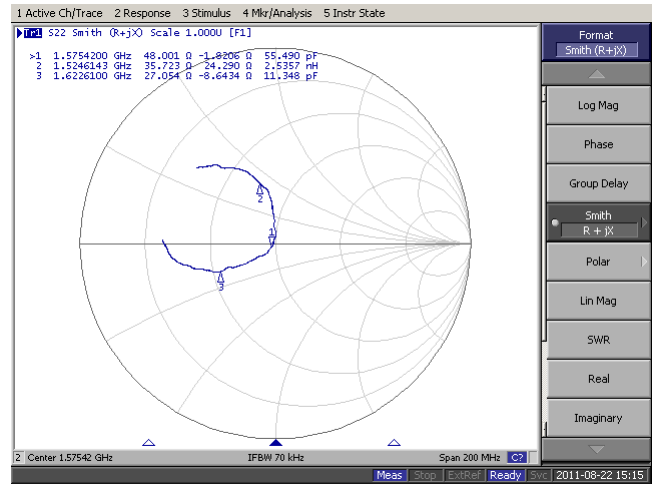 1 Active Ch/Trace 2 Response 3 Stimulus 4 Mkr/Analysis 5 Instr State
Tr1 S22 Smith (R+jX) Scale 1.000U [F1]
>1 1.5754200 GHz 48.001 Ω -1.8206 Ω 55.490 pF
2 1.5246143 GHz 35.723 Ω 24.290 Ω 2.5357 nH
3 1.6226100 GHz 27.054 Ω -8.6434 Ω 11.348 pF
1
2
3
2 Center 1.57542 GHz IFBW 70 kHz Span 200 MHz C?
Format
Smith (R+jX)
Log Mag
Phase
Group Delay
Smith
R + jX
Polar
Lin Mag
SWR
Real
Imaginary
Meas Stop ExtRef Ready Svc 2011-08-22 15:15